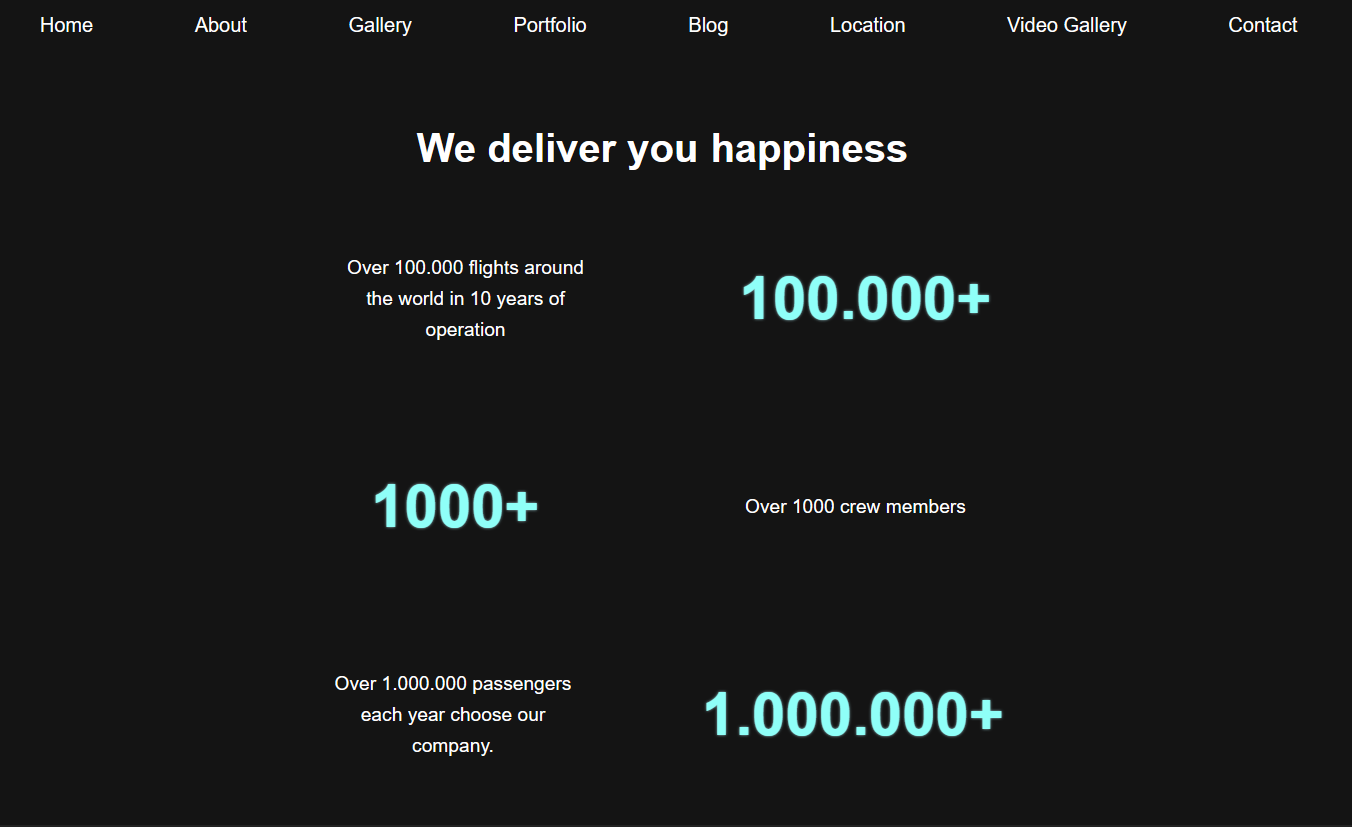 Home About Gallery Portfolio Blog Location Video Gallery Contact
We deliver you happiness
Over 100.000 flights around
the world in 10 years of
operation
100.000+
1000+
Over 1000 crew members
Over 1.000.000 passengers
each year choose our
company.
1.000.000+